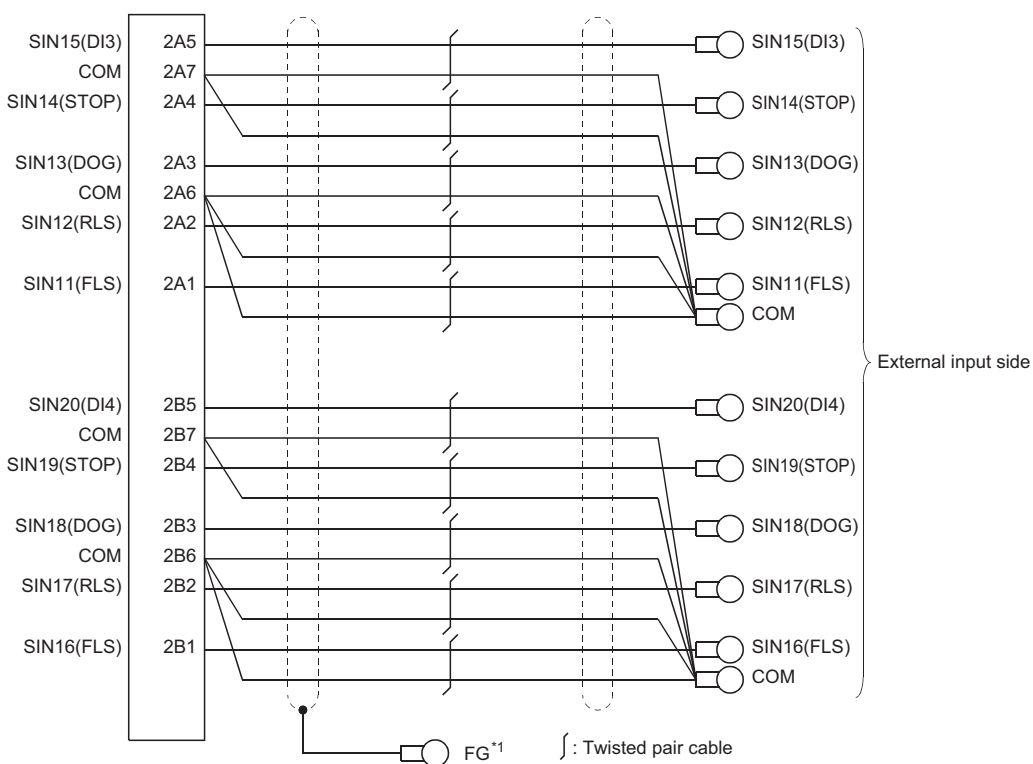 SIN15(DI3) 2A5 SIN15(DI3)
COM 2A7
SIN14(STOP) 2A4 SIN14(STOP)
SIN13(DOG) 2A3 SIN13(DOG)
COM 2A6
SIN12(RLS) 2A2 SIN12(RLS)
SIN11(FLS) 2A1 SIN11(FLS)
COM
External input side
SIN20(DI4) 2B5 SIN20(DI4)
COM 2B7
SIN19(STOP) 2B4 SIN19(STOP)
SIN18(DOG) 2B3 SIN18(DOG)
COM 2B6
SIN17(RLS) 2B2 SIN17(RLS)
SIN16(FLS) 2B1 SIN16(FLS)
COM
FG*1 : Twisted pair cable